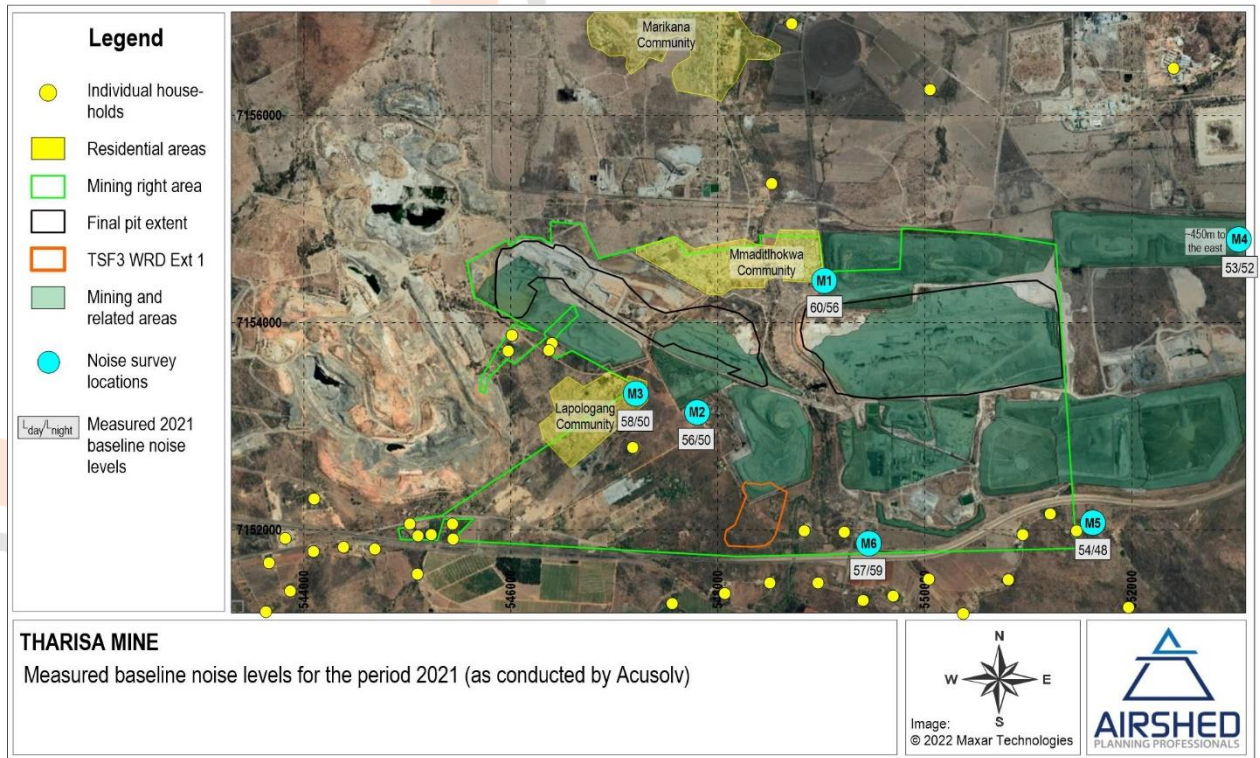 Legend
Individual house-
holds
Residential areas
Mining right area
Final pit extent
TSF3 WRD Ext 1
Mining and
related areas
Noise survey
locations
Lday/Lnight
Measured 2021
baseline noise
levels
Marikana
Community
7156000
Mmaditlhokwa
Community
M1
60/56
~450m to
the east
M4
53/52
7154000
Lapologang
Community
M3
58/50
M2
56/50
7152000
M6
57/59
M5
54/48
544000
546000
548000
550000
552000
THARISA MINE
Measured baseline noise levels for the period 2021 (as conducted by Acusolv)
N
W
E
S
Image:
© 2022 Maxar Technologies
AIRSHED
PLANNING PROFESSIONALS